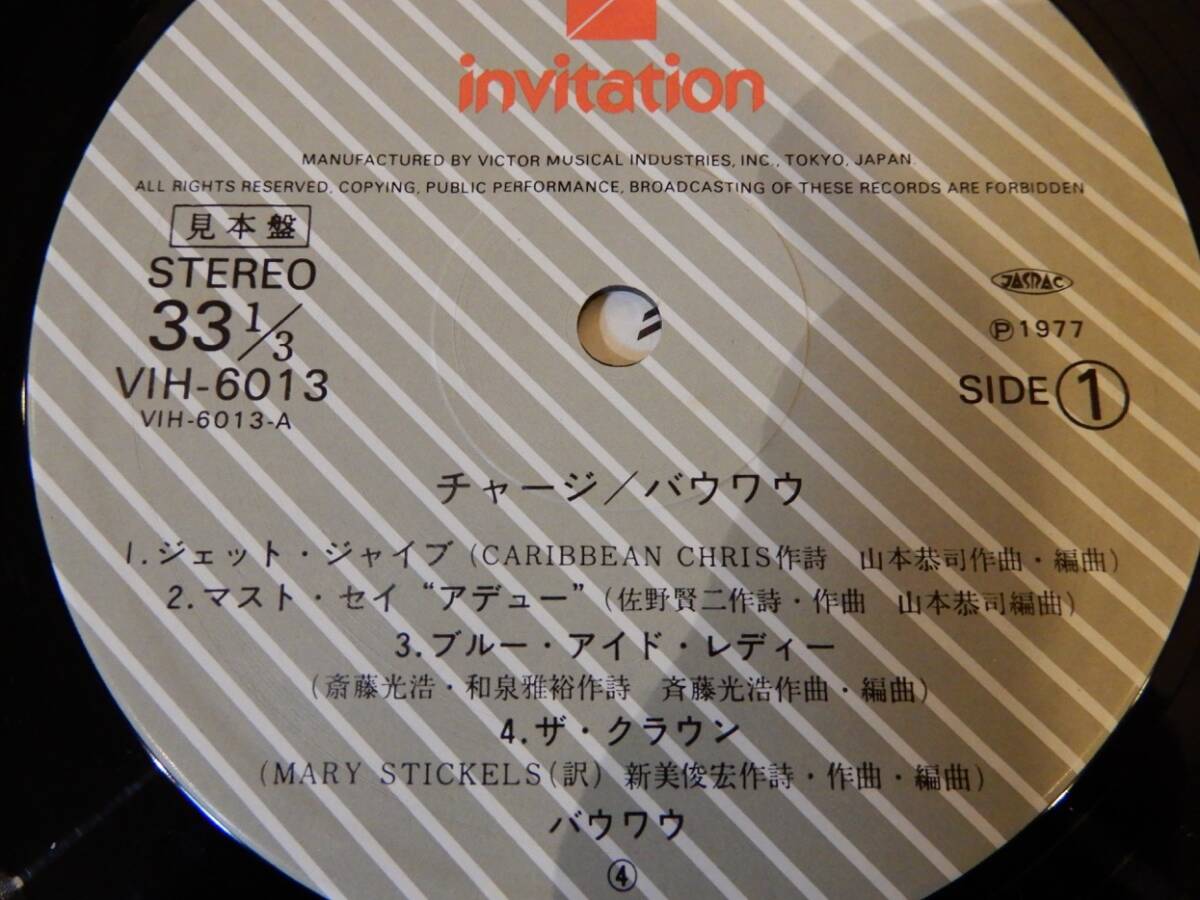 invitation
MANUFACTURED BY VICTOR MUSICAL INDUSTRIES, INC., TOKYO, JAPAN.
ALL RIGHTS RESERVED, COPYING, PUBLIC PERFORMANCE, BROADCASTING OF THESE RECORDS ARE FORBIDDEN
見本盤
STEREO
33 1/3
VIH-6013
VIH-6013-A
JASRAC
Ⓟ1977
SIDE ①
チャージ/バウワウ
1.ジェット・ジャイブ (CARIBBEAN CHRIS作詩 山本恭司作曲・編曲)
2.マスト・セイ“アデュー” (佐野賢二作詩・作曲 山本恭司編曲)
3.ブルー・アイド・レディー
(斎藤光浩・和泉雅裕作詩 斉藤光浩作曲・編曲)
4.ザ・クラウン
(MARY STICKELS(訳) 新美俊宏作詩・作曲・編曲)
バウワウ
④